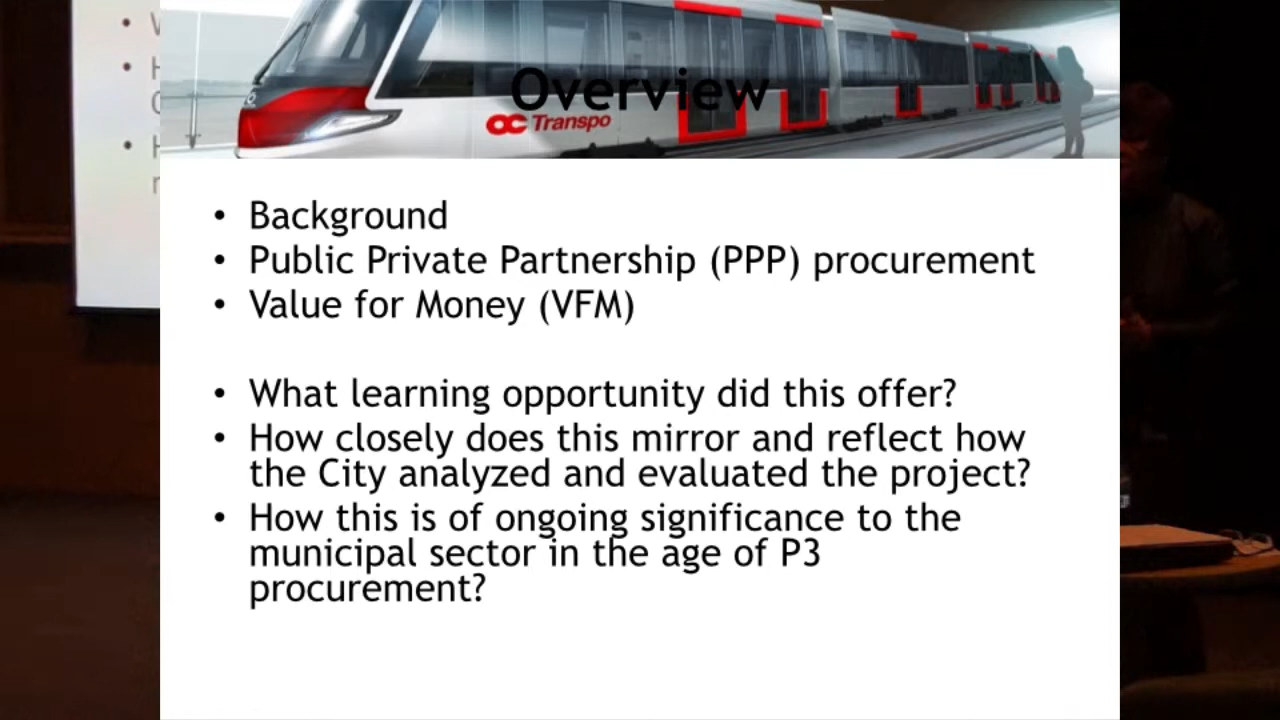 Overview
OC Transpo
• Background
• Public Private Partnership (PPP) procurement
• Value for Money (VFM)
• What learning opportunity did this offer?
• How closely does this mirror and reflect how
the City analyzed and evaluated the project?
• How this is of ongoing significance to the
municipal sector in the age of P3
procurement?